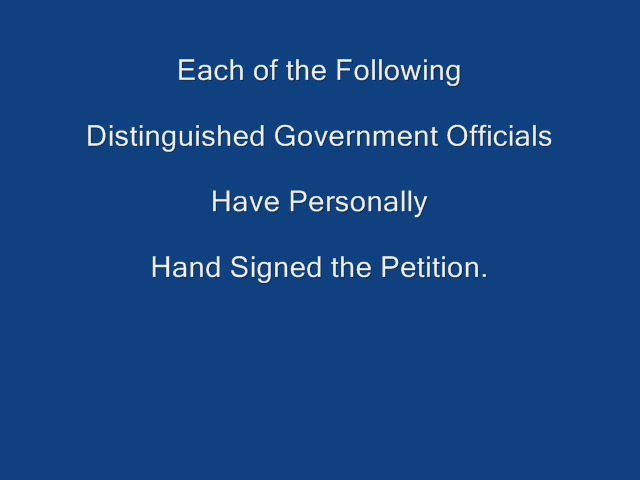 Each of the Following
Distinguished Government Officials
Have Personally
Hand Signed the Petition.